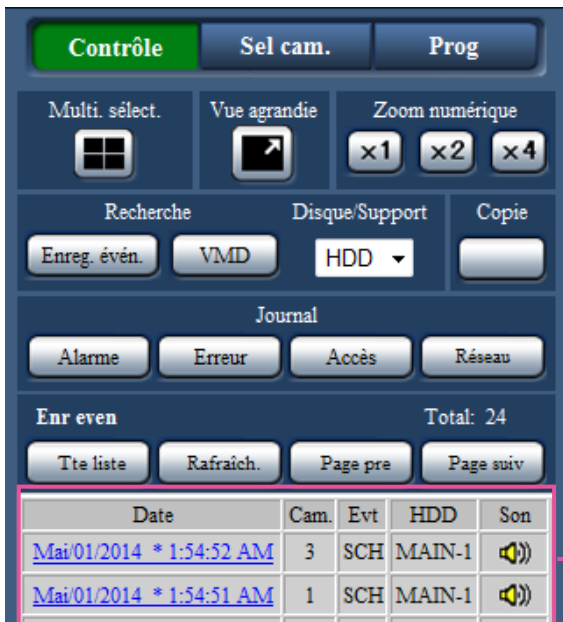 Contrôle Sel cam. Prog
Multi. sélect. Vue agrandie Zoom numérique
x1 x2 x4
Recherche Disque/Support Copie
Enreg. évén. VMD HDD
Journal
Alarme Erreur Accès Réseau
Enr even Total: 24
Tte liste Rafraîch. Page pre Page suiv
Date Cam. Evt HDD Son
Mai/01/2014 * 1:54:52 AM 3 SCH MAIN-1
Mai/01/2014 * 1:54:51 AM 1 SCH MAIN-1